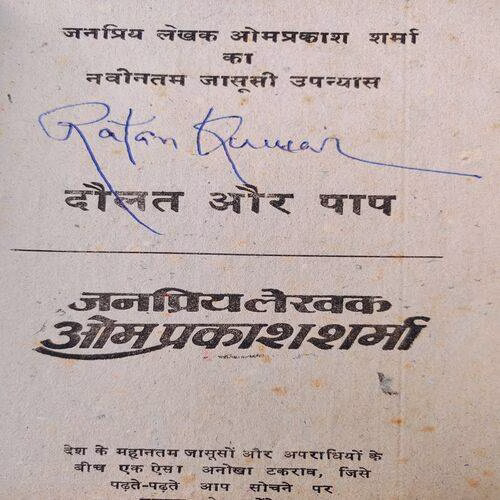 जनप्रिय लेखक ओमप्रकाश शर्मा
का
नवीनतम जासूसी उपन्यास
Ratan Kumar
दौलत और पाप
जनप्रिय लेखक
ओम प्रकाश शर्मा
देश के महानतम जासूसों और अपराधियों के
बीच एक ऐसा अनोखा टकराव, जिसे
पढ़ते-पढ़ते आप सोचने पर